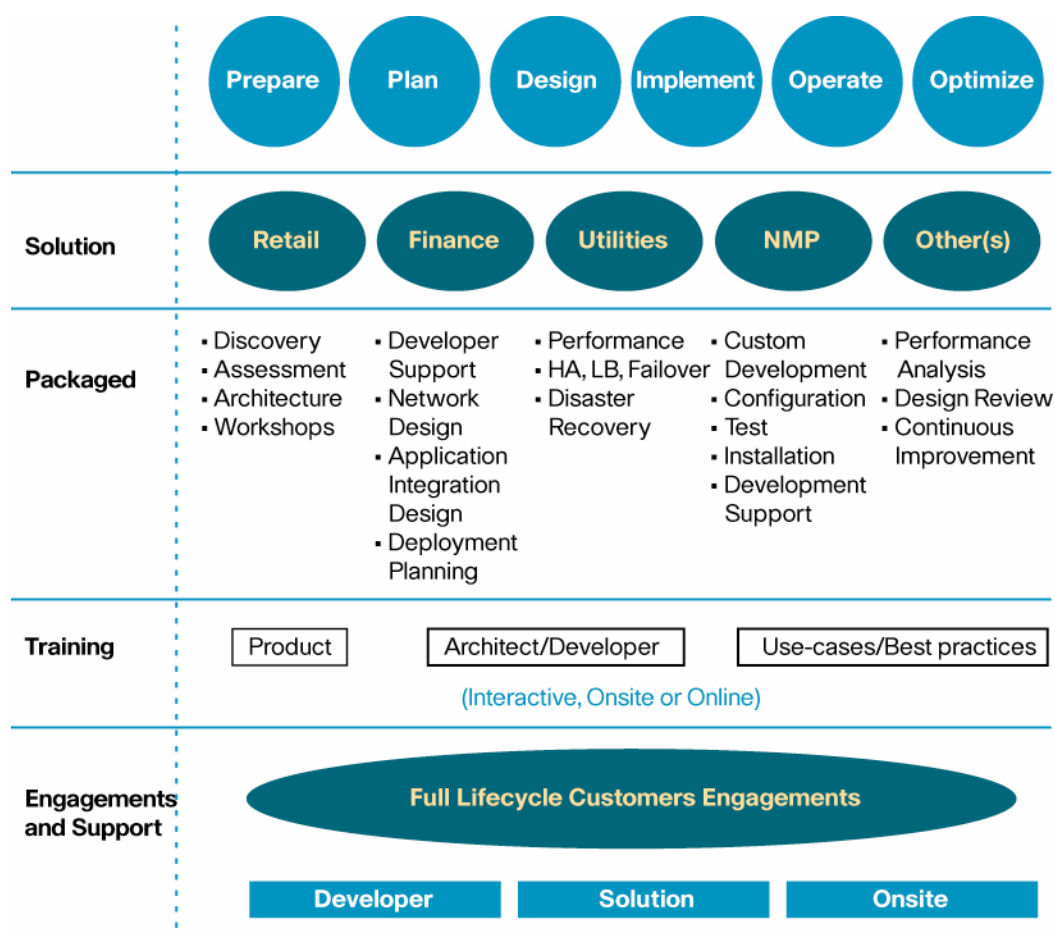 Prepare
Plan
Design
Implement
Operate
Optimize
Solution
Retail
Finance
Utilities
NMP
Other(s)
Packaged
▪ Discovery
▪ Assessment
▪ Architecture
▪ Workshops
▪ Developer
Support
▪ Network
Design
▪ Application
Integration
Design
▪ Deployment
Planning
▪ Performance
▪ HA, LB, Failover
▪ Disaster
Recovery
▪ Custom
Development
▪ Configuration
▪ Test
▪ Installation
▪ Development
Support
▪ Performance
Analysis
▪ Design Review
▪ Continuous
Improvement
Training
Product
Architect/Developer
Use-cases/Best practices
(Interactive, Onsite or Online)
Engagements
and Support
Full Lifecycle Customers Engagements
Developer
Solution
Onsite